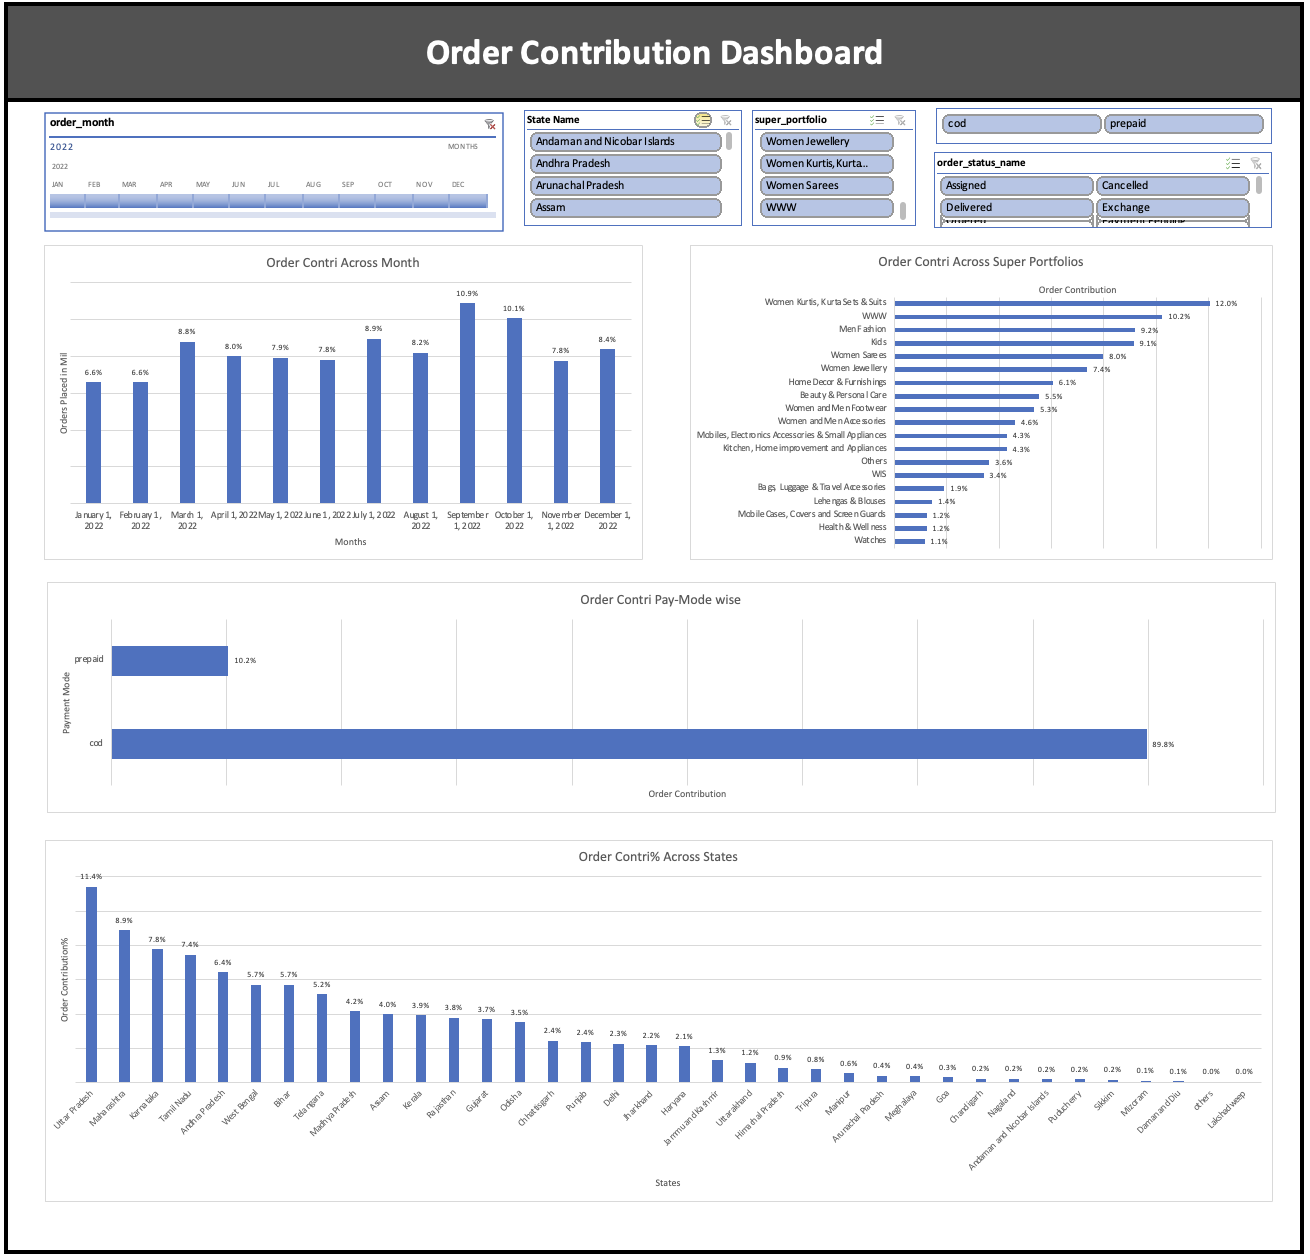 Order Contribution Dashboard
order_month
2022
MONTHS
2022
JAN FEB MAR APR MAY JUN JUL AUG SEP OCT NOV DEC
State Name
Andaman and Nicobar Islands
Andhra Pradesh
Arunachal Pradesh
Assam
super_portfolio
Women Jewellery
Women Kurtis, Kurta...
Women Sarees
WWW
cod prepaid
order_status_name
Assigned Cancelled
Delivered Exchange
Order Contri Across Month
Orders Placed in Mil
6.6% 6.6% 8.8% 8.0% 7.9% 7.8% 8.9% 8.2% 10.9% 10.1% 7.8% 8.4%
January 1, 2022
February 1, 2022
March 1, 2022
April 1, 2022
May 1, 2022
June 1, 2022
July 1, 2022
August 1, 2022
September 1, 2022
October 1, 2022
November 1, 2022
December 1, 2022
Months
Order Contri Across Super Portfolios
Order Contribution
Women Kurtis, Kurta Sets & Suits 12.0%
WWW 10.2%
Men Fashion 9.2%
Kids 9.1%
Women Sarees 8.0%
Women Jewellery 7.4%
Home Decor & Furnishings 6.1%
Beauty & Personal Care 5.5%
Women and Men Footwear 5.3%
Women and Men Accessories 4.6%
Mobiles, Electronics Accessories & Small Appliances 4.3%
Kitchen, Home improvement and Appliances 4.3%
Others 3.6%
WIS 3.4%
Bags, Luggage & Travel Accessories 1.9%
Lehengas & Blouses 1.4%
Mobile Cases, Covers and Screen Guards 1.2%
Health & Wellness 1.2%
Watches 1.1%
Order Contri Pay-Mode wise
Payment Mode
prepaid 10.2%
cod 89.8%
Order Contribution
Order Contri% Across States
Order Contribution%
11.4% 8.9% 7.8% 7.4% 6.4% 5.7% 5.7% 5.2% 4.2% 4.0% 3.9% 3.8% 3.7% 3.5% 2.4% 2.4% 2.3% 2.2% 2.1% 1.3% 1.2% 0.9% 0.8% 0.6% 0.4% 0.4% 0.3% 0.2% 0.2% 0.2% 0.2% 0.2% 0.1% 0.1% 0.0% 0.0%
Uttar Pradesh
Maharashtra
Karnataka
Tamil Nadu
Andhra Pradesh
West Bengal
Bihar
Telangana
Madhya Pradesh
Assam
Kerala
Rajasthan
Gujarat
Odisha
Chhattisgarh
Punjab
Delhi
Jharkhand
Haryana
Jammu and Kashmir
Uttarakhand
Himachal Pradesh
Tripura
Manipur
Arunachal Pradesh
Meghalaya
Goa
Chandigarh
Nagaland
Andaman and Nicobar Islands
Puducherry
Sikkim
Mizoram
Daman and Diu
others
Lakshadweep
States